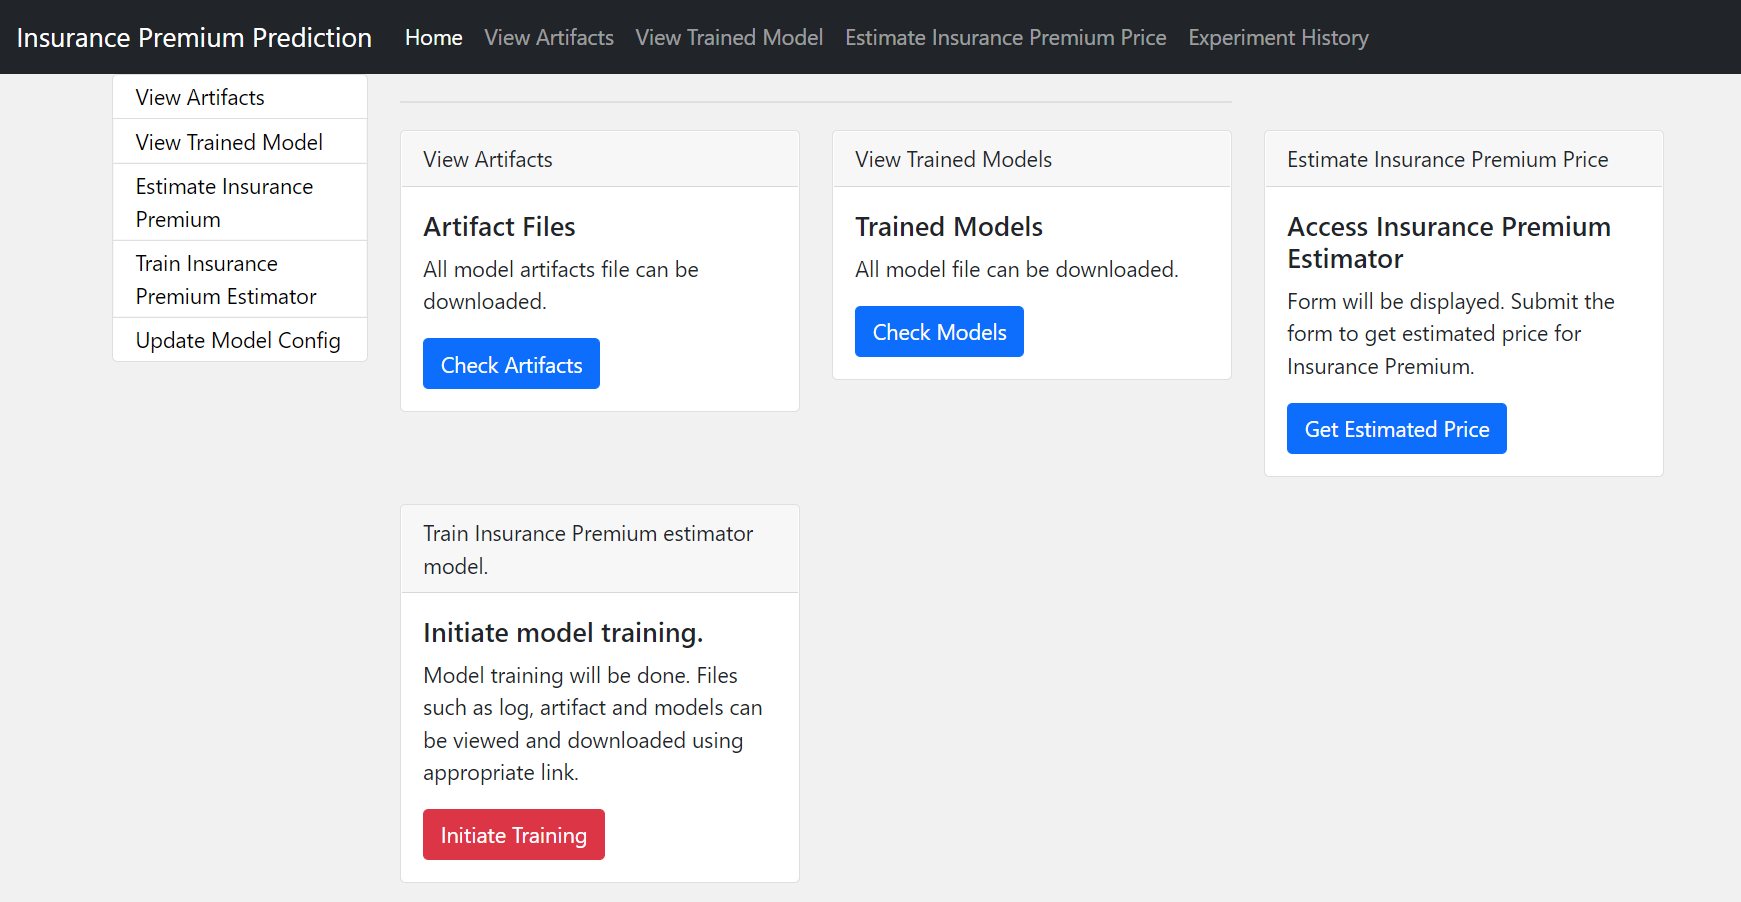 Insurance Premium Prediction Home View Artifacts View Trained Model Estimate Insurance Premium Price Experiment History
View Artifacts
View Trained Model
Estimate Insurance
Premium
Train Insurance
Premium Estimator
Update Model Config
View Artifacts
Artifact Files
All model artifacts file can be
downloaded.
Check Artifacts
View Trained Models
Trained Models
All model file can be downloaded.
Check Models
Estimate Insurance Premium Price
Access Insurance Premium
Estimator
Form will be displayed. Submit the
form to get estimated price for
Insurance Premium.
Get Estimated Price
Train Insurance Premium estimator
model.
Initiate model training.
Model training will be done. Files
such as log, artifact and models can
be viewed and downloaded using
appropriate link.
Initiate Training